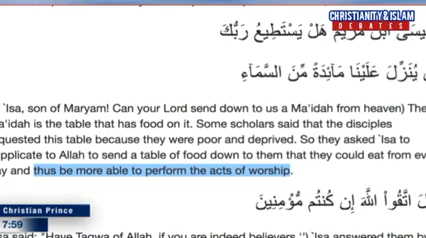 CHRISTIANITY & ISLAM
DEBATES
عِيسَى ابْنَ مَرْيَمَ هَلْ يَسْتَطِيعُ رَبُّكَ
يُنَزِّلَ عَلَيْنَا مَائِدَةً مِّنَ السَّمَاءِ
`Isa, son of Maryam! Can your Lord send down to us a Ma'idah from heaven) The
a'idah is the table that has food on it. Some scholars said that the disciples
quested this table because they were poor and deprived. So they asked `Isa to
pplicate to Allah to send a table of food down to them that they could eat from ev
y and thus be more able to perform the acts of worship.
قَالَ اتَّقُواْ اللَّهَ إِن كُنتُم مُّؤْمِنِينَ
Christian Prince
7:59
sa said: "Have Taqwa of Allah, if you are indeed believers.'') `Isa answered them by